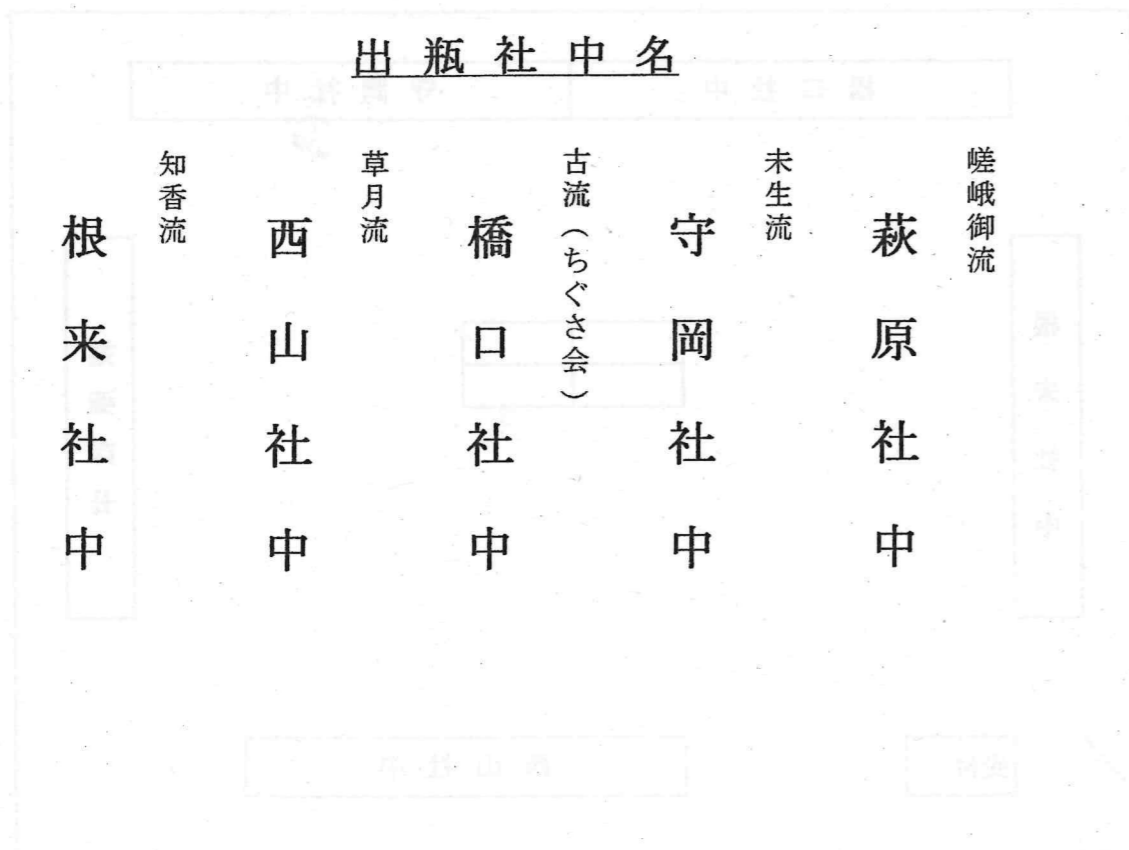 出瓶社中名
嵯峨御流
萩原社中
未生流
守岡社中
古流(ちぐさ会)
橋口社中
草月流
西山社中
知香流
根来社中